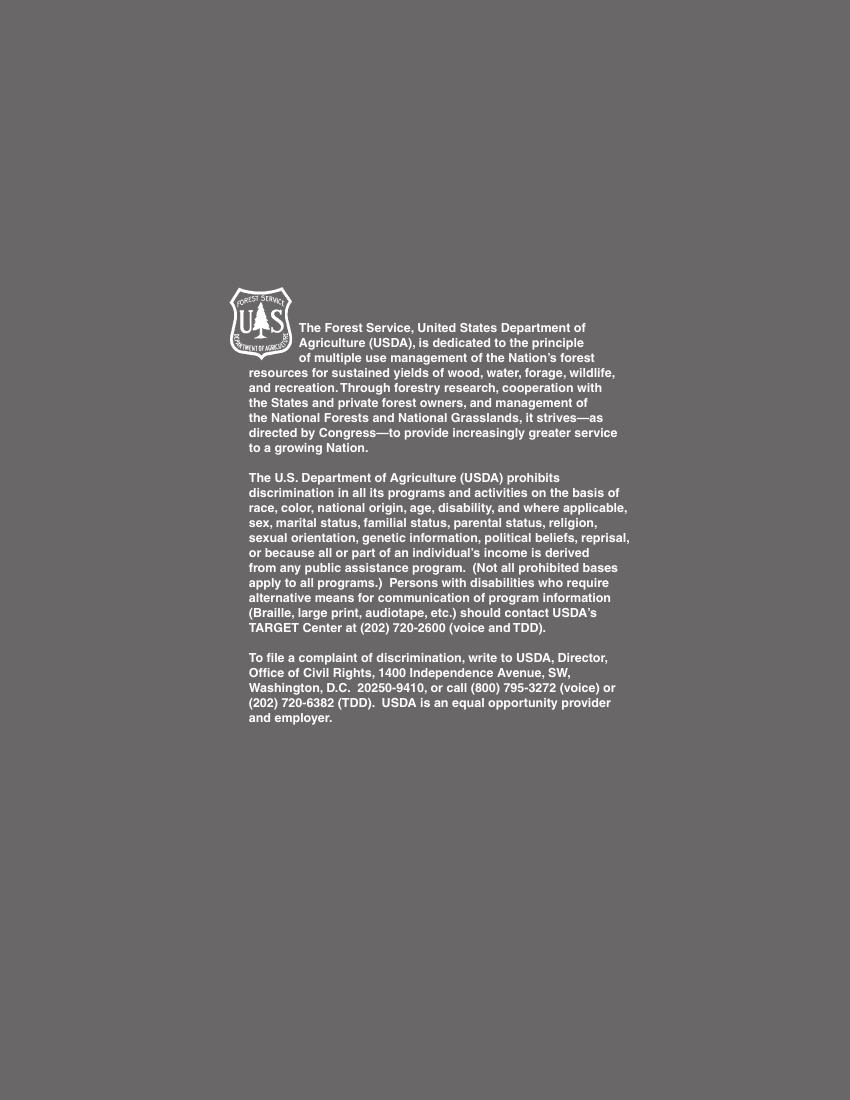 FOREST SERVICE
U S
DEPARTMENT OF AGRICULTURE
The Forest Service, United States Department of
Agriculture (USDA), is dedicated to the principle
of multiple use management of the Nation’s forest
resources for sustained yields of wood, water, forage, wildlife,
and recreation. Through forestry research, cooperation with
the States and private forest owners, and management of
the National Forests and National Grasslands, it strives—as
directed by Congress—to provide increasingly greater service
to a growing Nation.
The U.S. Department of Agriculture (USDA) prohibits
discrimination in all its programs and activities on the basis of
race, color, national origin, age, disability, and where applicable,
sex, marital status, familial status, parental status, religion,
sexual orientation, genetic information, political beliefs, reprisal,
or because all or part of an individual’s income is derived
from any public assistance program.  (Not all prohibited bases
apply to all programs.)  Persons with disabilities who require
alternative means for communication of program information
(Braille, large print, audiotape, etc.) should contact USDA’s
TARGET Center at (202) 720-2600 (voice and TDD).
To file a complaint of discrimination, write to USDA, Director,
Office of Civil Rights, 1400 Independence Avenue, SW,
Washington, D.C.  20250-9410, or call (800) 795-3272 (voice) or
(202) 720-6382 (TDD).  USDA is an equal opportunity provider
and employer.